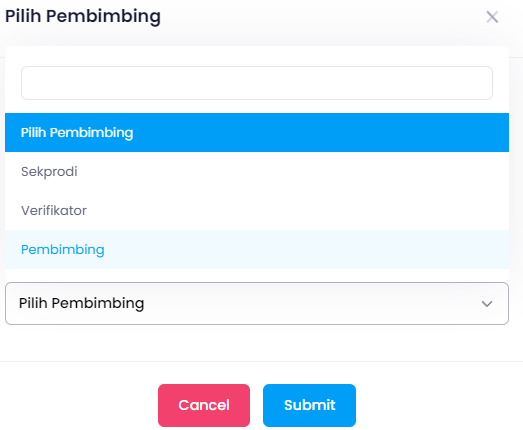 Pilih Pembimbing
Pilih Pembimbing
Sekprodi
Verifikator
Pembimbing
Pilih Pembimbing
Cancel
Submit